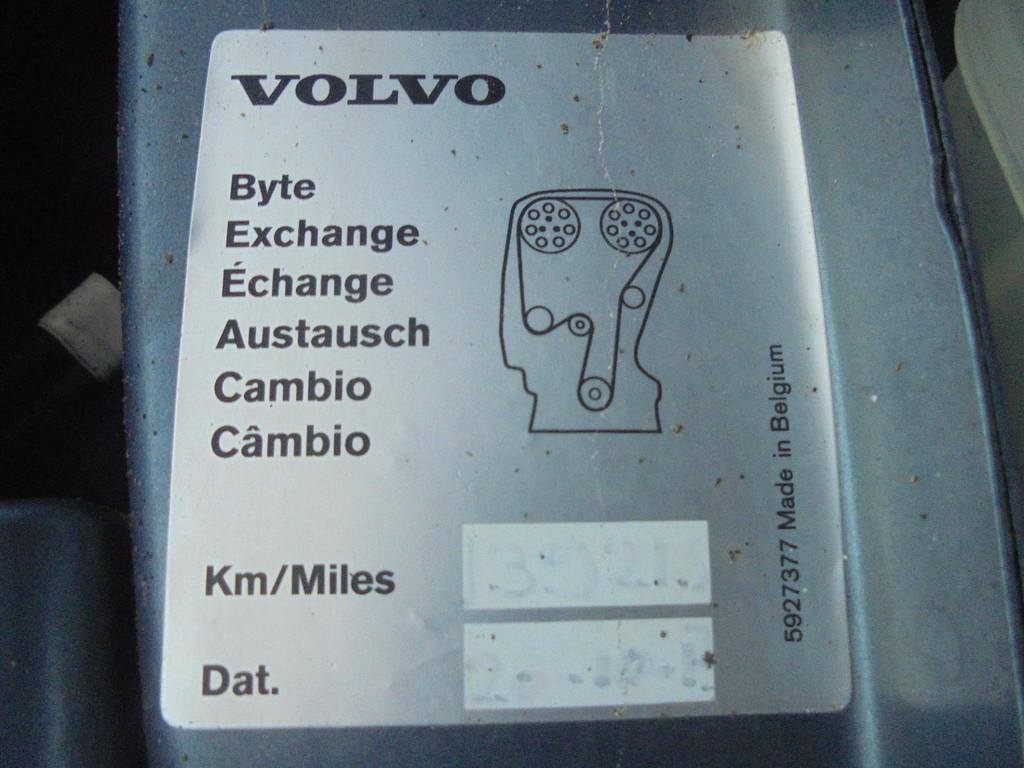 VOLVO
Byte
Exchange
Échange
Austausch
Cambio
Câmbio
Km/Miles
Dat.
5927377 Made in Belgium